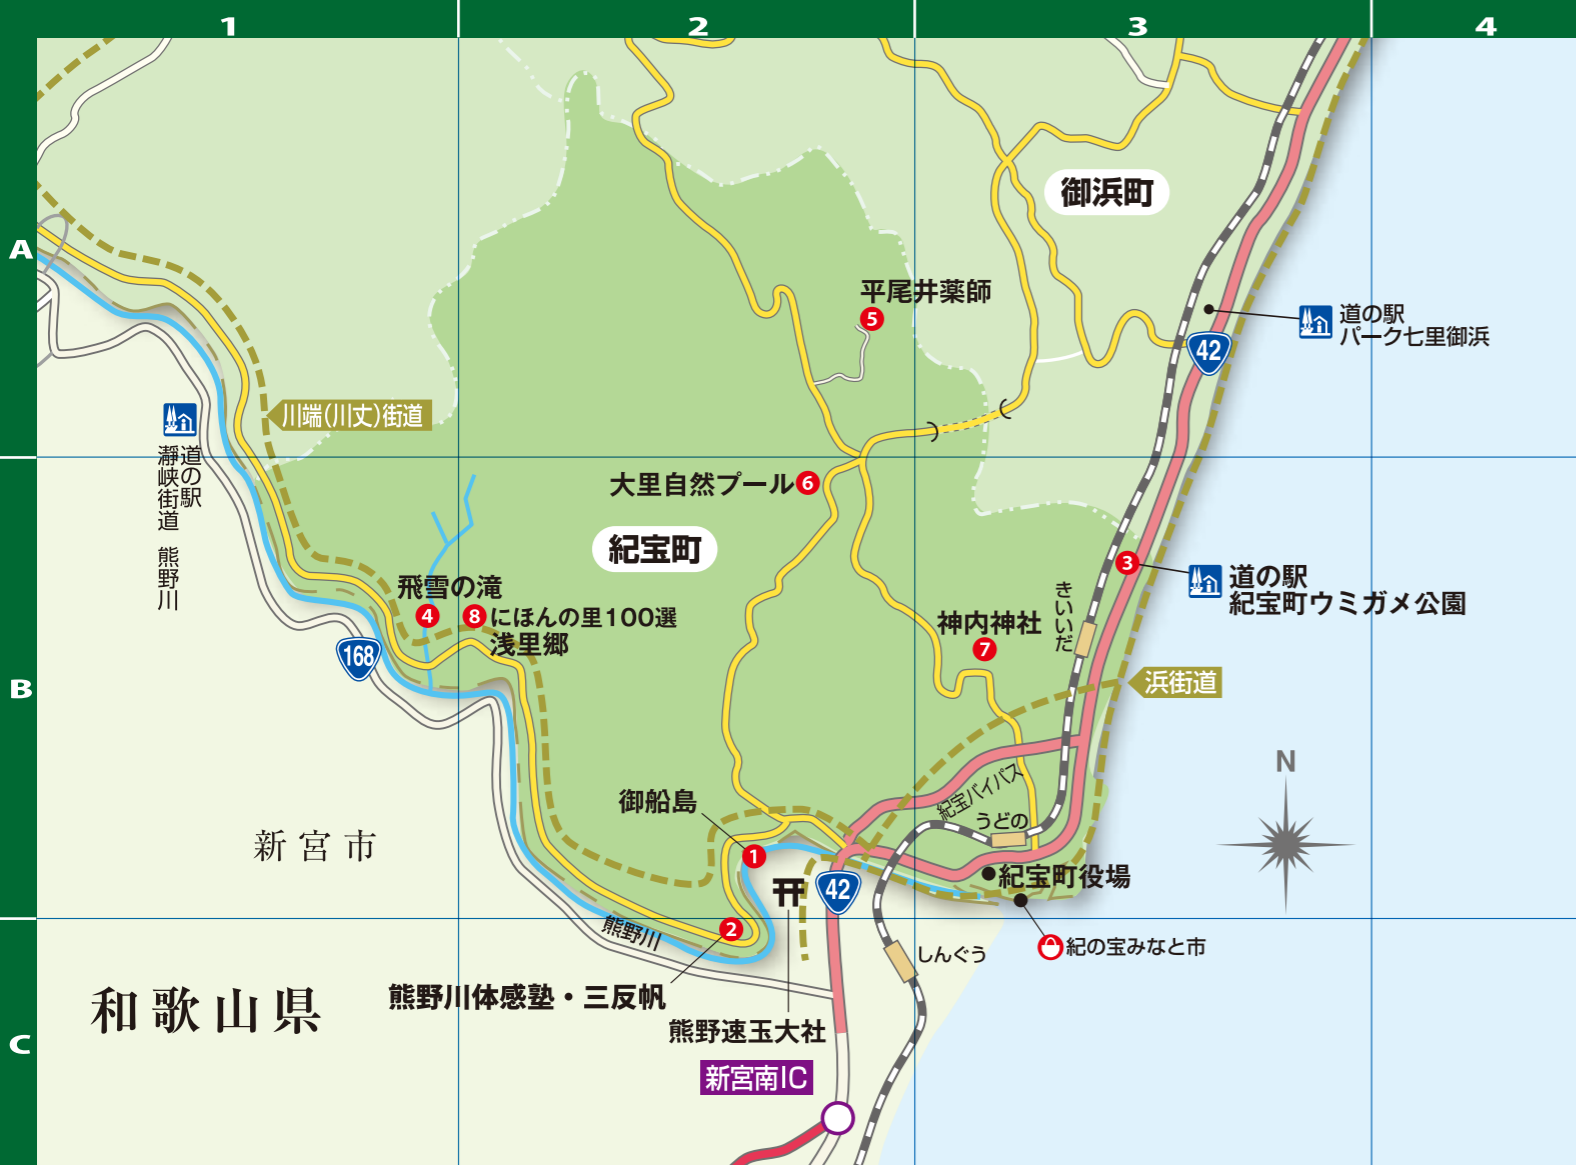 1
2
3
4
A
B
C
御浜町
平尾井薬師
5
道の駅
パーク七里御浜
42
川端(川丈)街道
道の駅
瀞峡街道 熊野川
大里自然プール
6
紀宝町
3
道の駅
紀宝町ウミガメ公園
きいいだ
飛雪の滝
4
8
にほんの里100選
浅里郷
168
神内神社
7
浜街道
N
紀宝バイパス
うどの
御船島
1
新宮市
紀宝町役場
42
2
熊野川
紀の宝みなと市
しんぐう
熊野川体感塾・三反帆
和歌山県
熊野速玉大社
新宮南IC